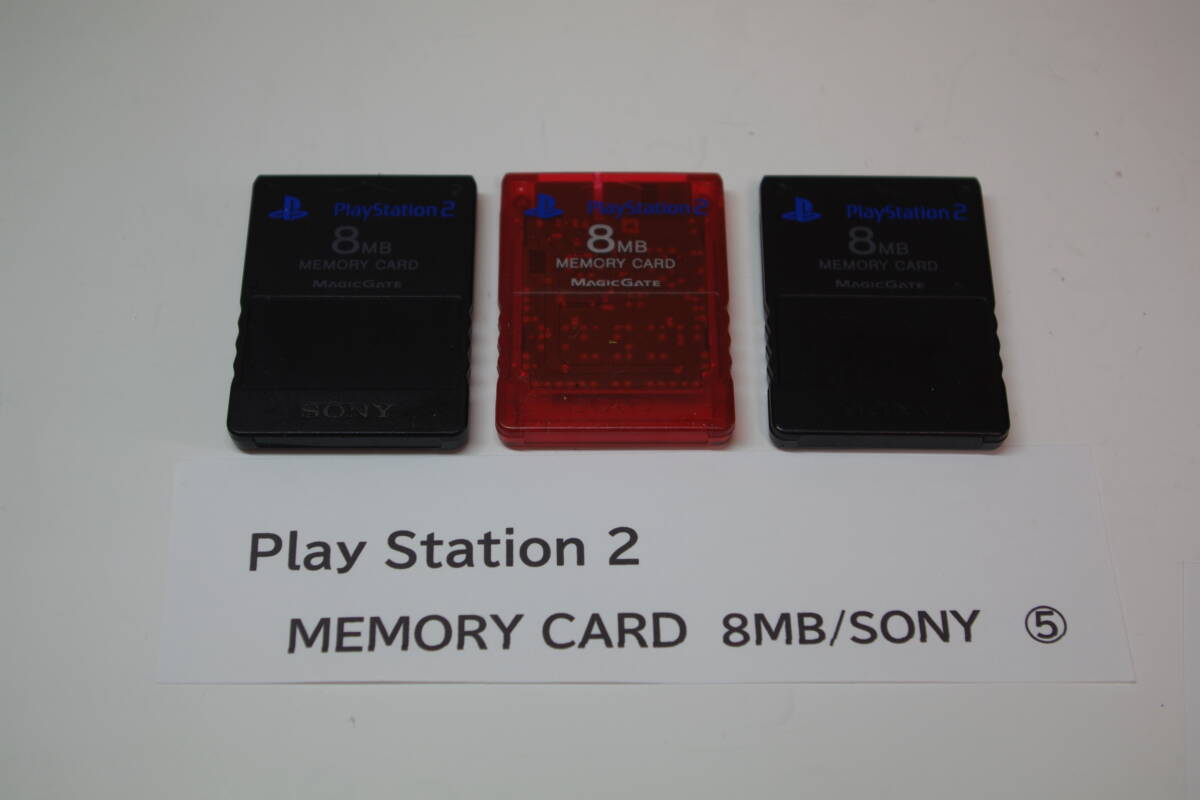 PlayStation 2
8MB
MEMORY CARD
MAGICGATE
SONY
PlayStation 2
8MB
MEMORY CARD
MAGICGATE
PlayStation 2
8MB
MEMORY CARD
MAGICGATE
Play Station 2
MEMORY CARD 8MB/SONY ⑤